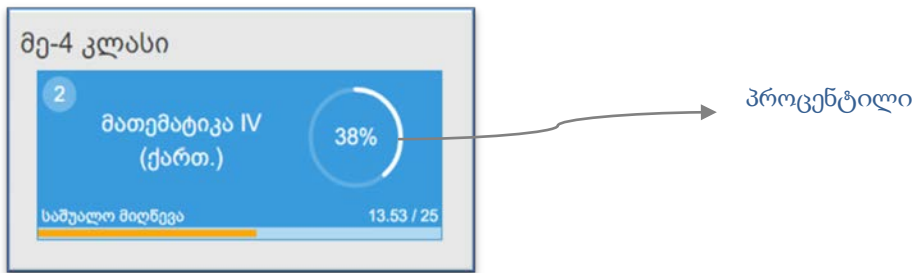 მე-4 კლასი
2
მათემატიკა IV
(ქართ.)
38%
საშუალო მიღწევა
13.53 / 25
პროცენტილი